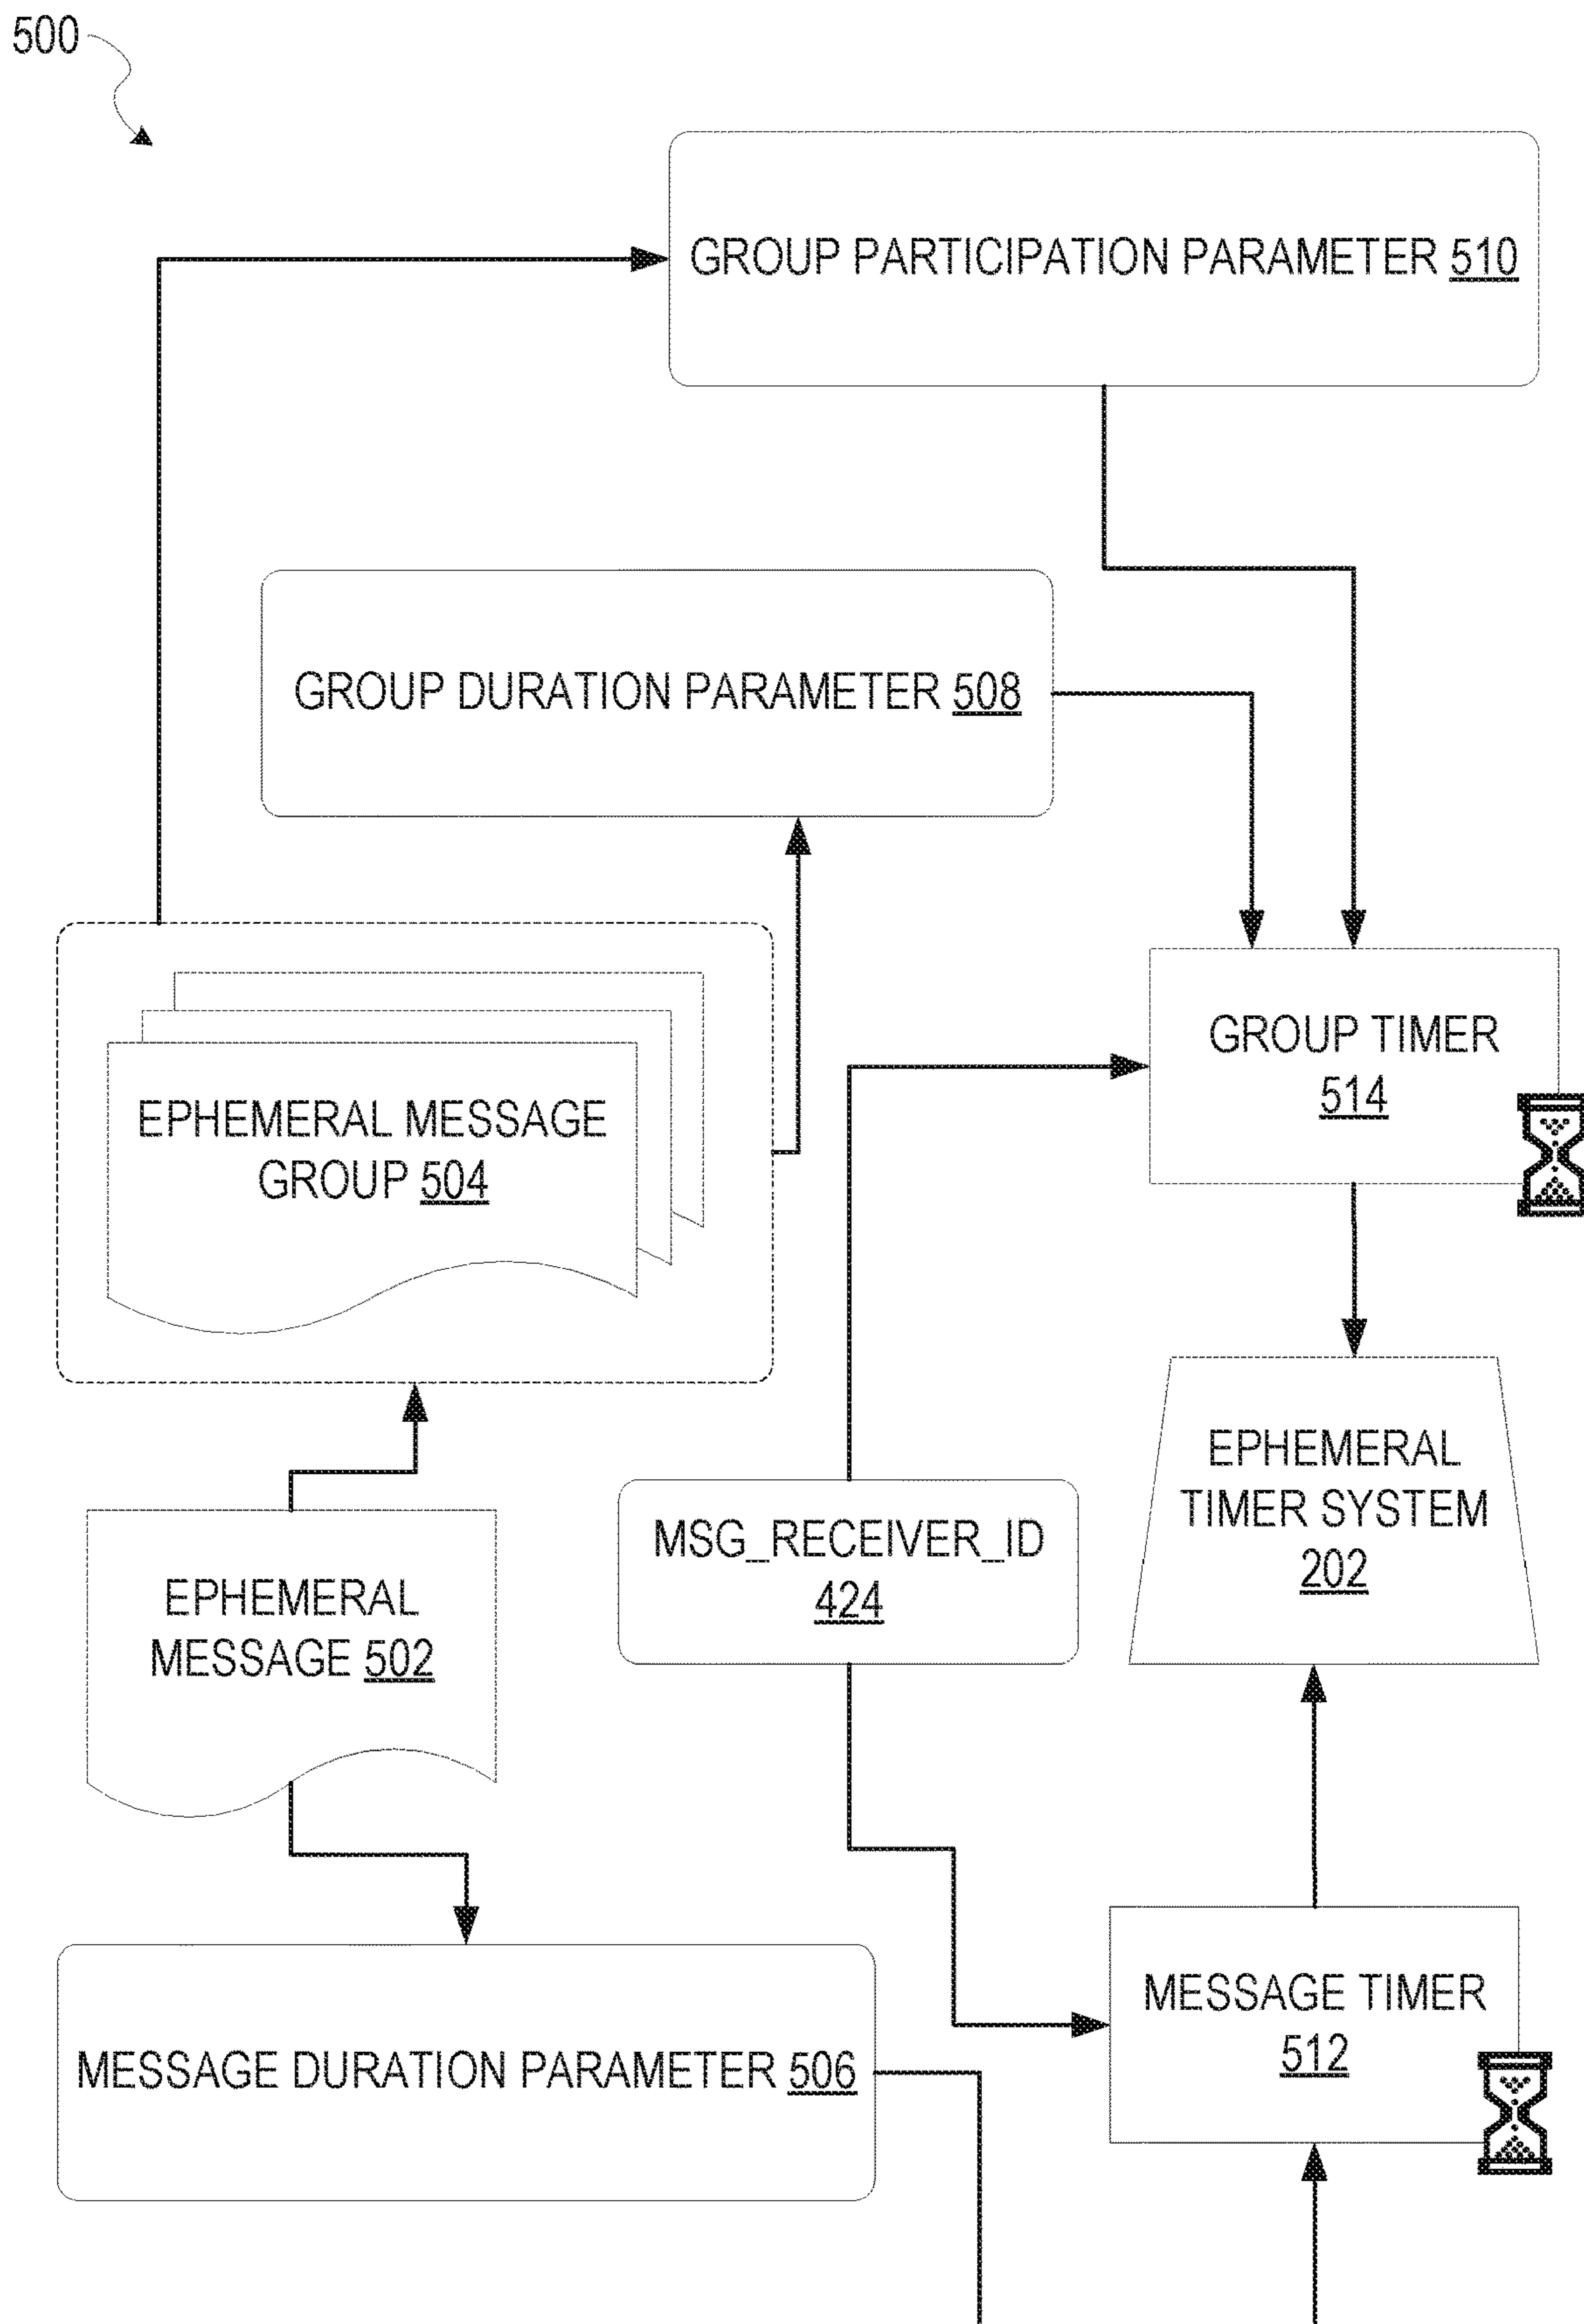 500
GROUP PARTICIPATION PARAMETER 510
GROUP DURATION PARAMETER 508
GROUP TIMER
514
EPHEMERAL MESSAGE
GROUP 504
EPHEMERAL
TIMER SYSTEM
202
MSG_RECEIVER_ID
424
EPHEMERAL
MESSAGE 502
MESSAGE TIMER
512
MESSAGE DURATION PARAMETER 506